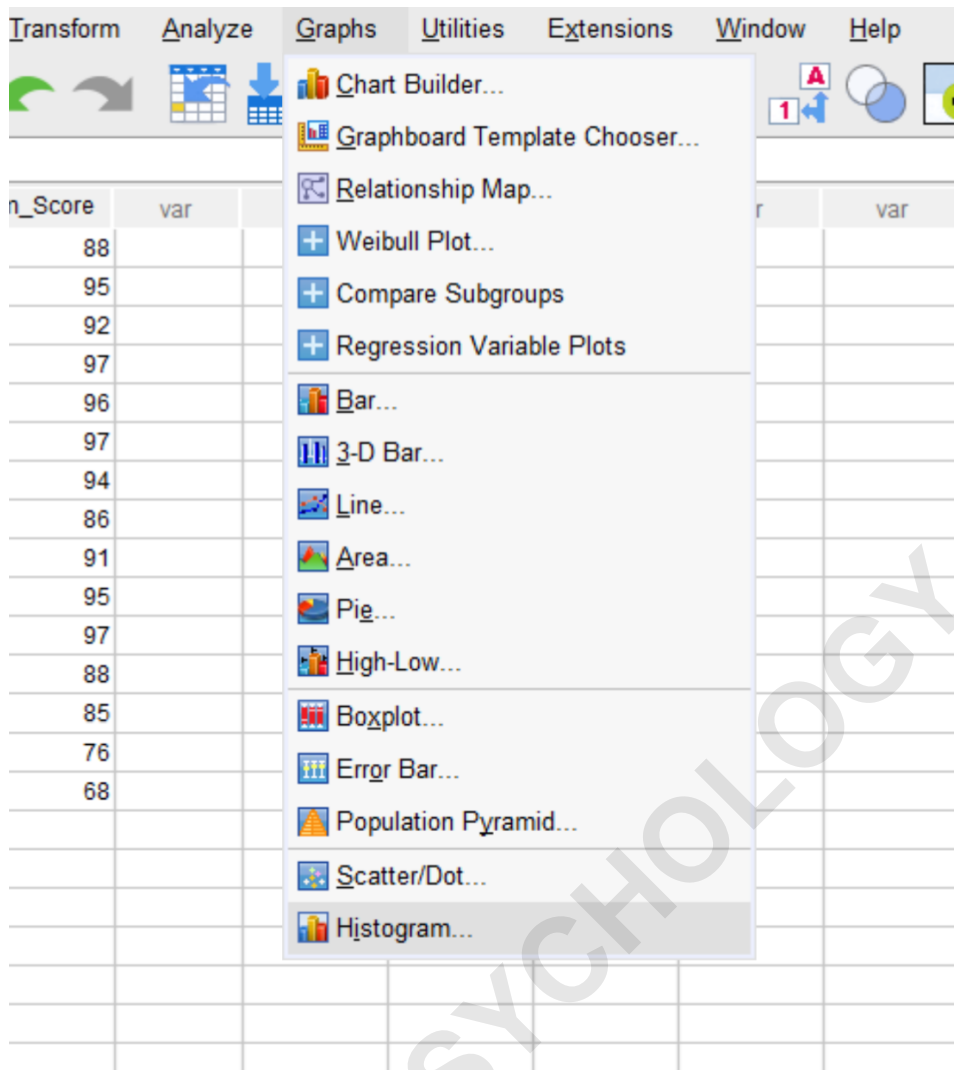 Transform Analyze Graphs Utilities Extensions Window Help
Chart Builder...
A
1
Graphboard Template Chooser...
Relationship Map...
n_Score var r var
Weibull Plot...
88
Compare Subgroups
95
92
Regression Variable Plots
97
Bar...
96
97
3-D Bar...
94
Line...
86
91
Area...
95
Pie...
97
High-Low...
88
85
Boxplot...
76
Error Bar...
68
Population Pyramid...
Scatter/Dot...
Histogram...
SYCHOLOGY